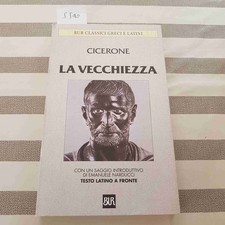 BUR CLASSICI GRECI E LATINI
CICERONE
LA VECCHIEZZA
CON UN SAGGIO INTRODUTTIVO
DI EMANUELE NARDUCCI
TESTO LATINO A FRONTE
BUR